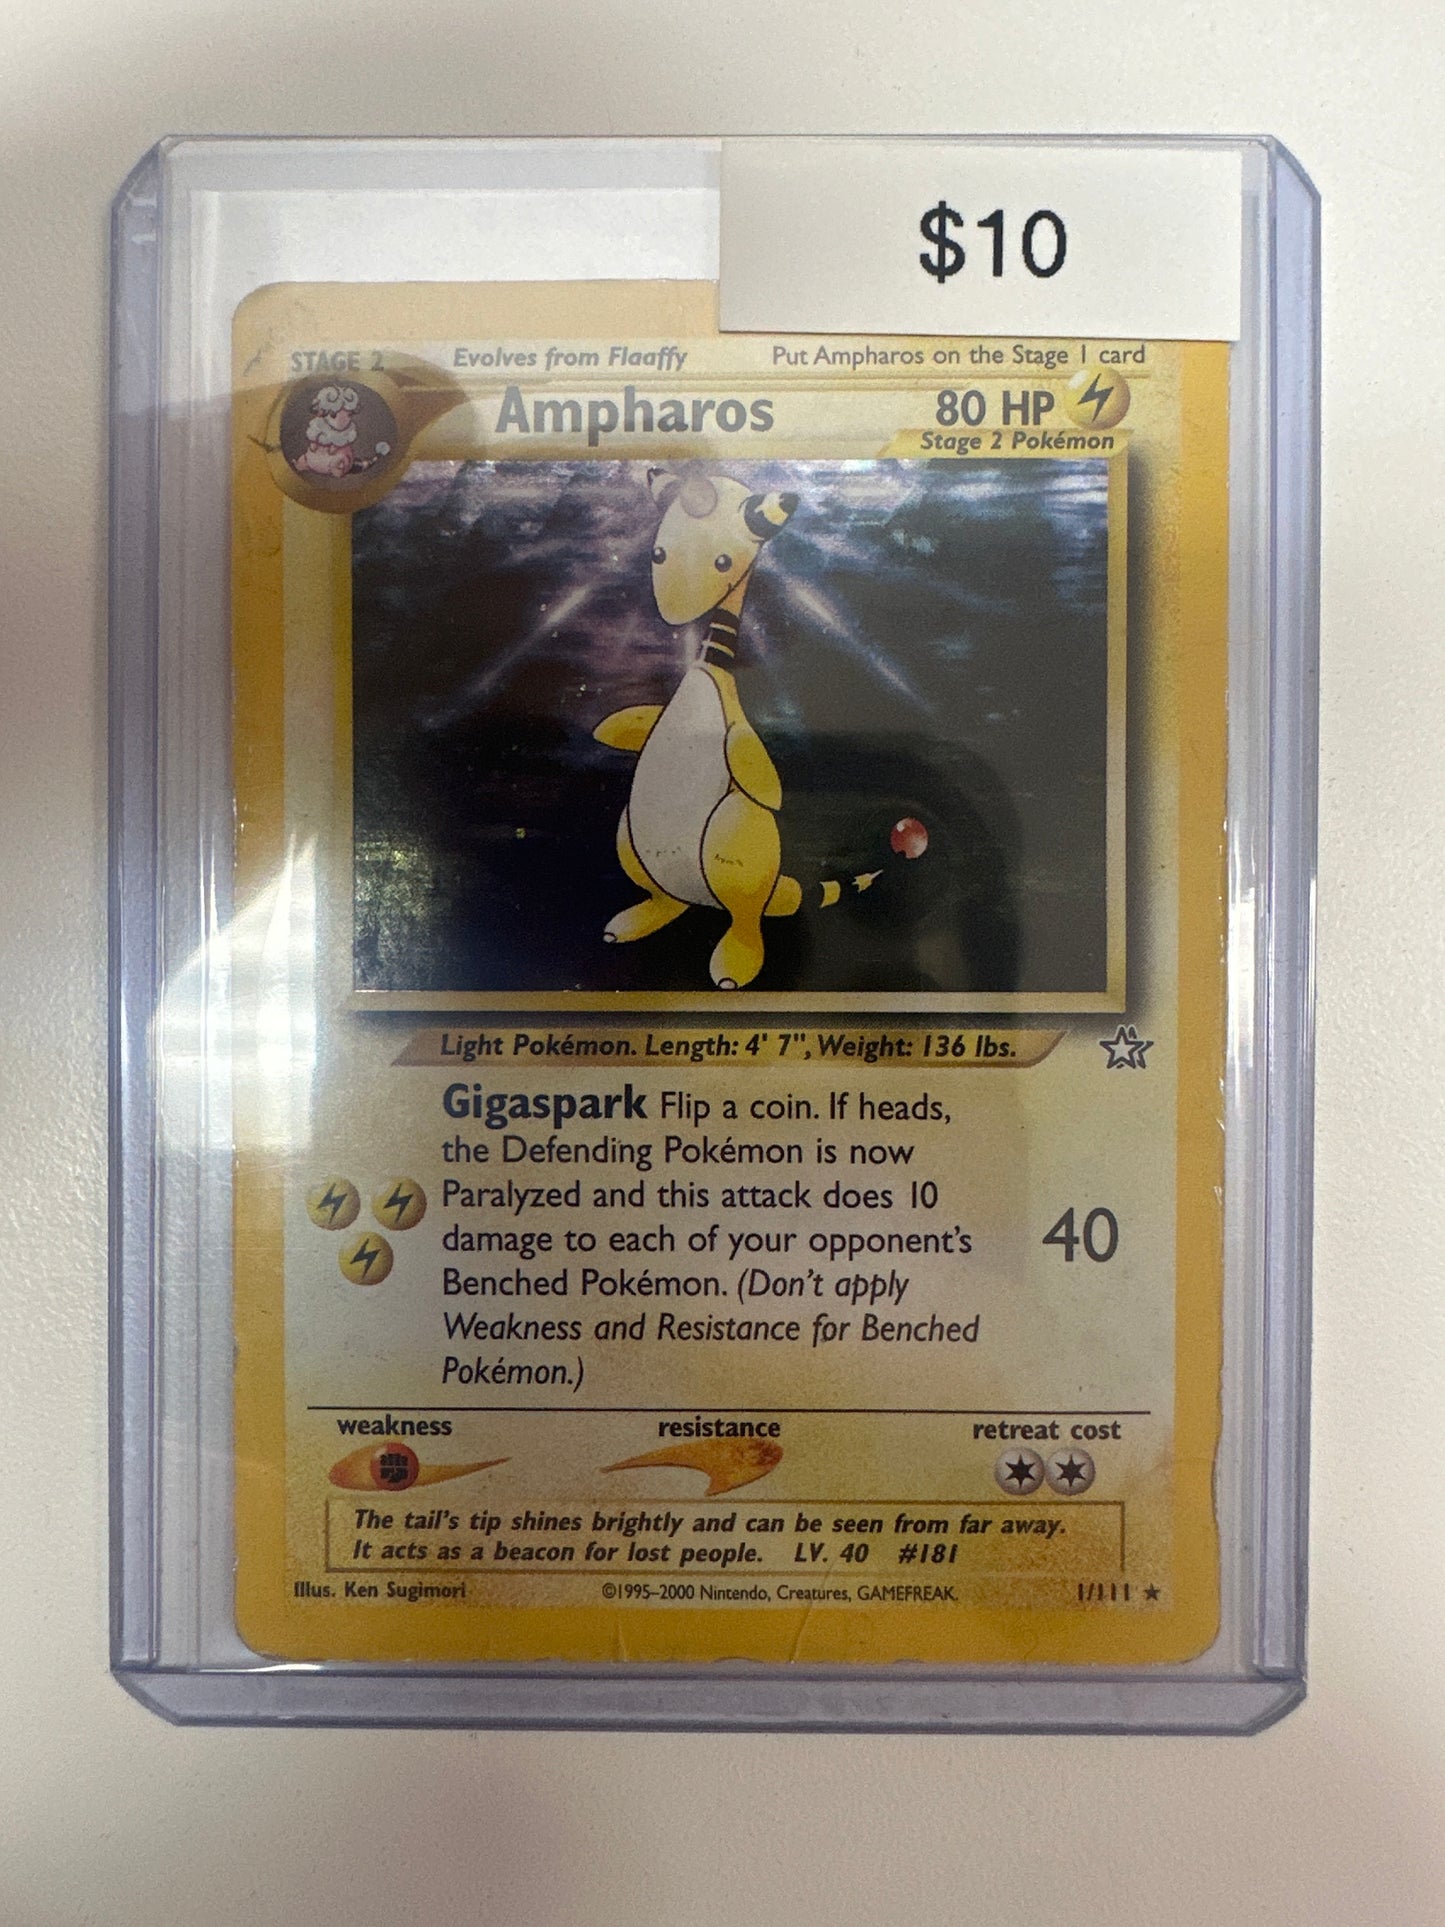 $10
STAGE 2 Evolves from Flaaffy Put Ampharos on the Stage 1 card
Ampharos 80 HP
Stage 2 Pokémon
Light Pokémon. Length: 4' 7", Weight: 136 lbs.
Gigaspark Flip a coin. If heads,
the Defending Pokémon is now
Paralyzed and this attack does 10
damage to each of your opponent's
Benched Pokémon. (Don't apply
Weakness and Resistance for Benched
Pokémon.)
40
weakness resistance retreat cost
The tail's tip shines brightly and can be seen from far away.
It acts as a beacon for lost people. LV. 40 #181
Illus. Ken Sugimori ©1995–2000 Nintendo, Creatures, GAMEFREAK. 1/111 ★